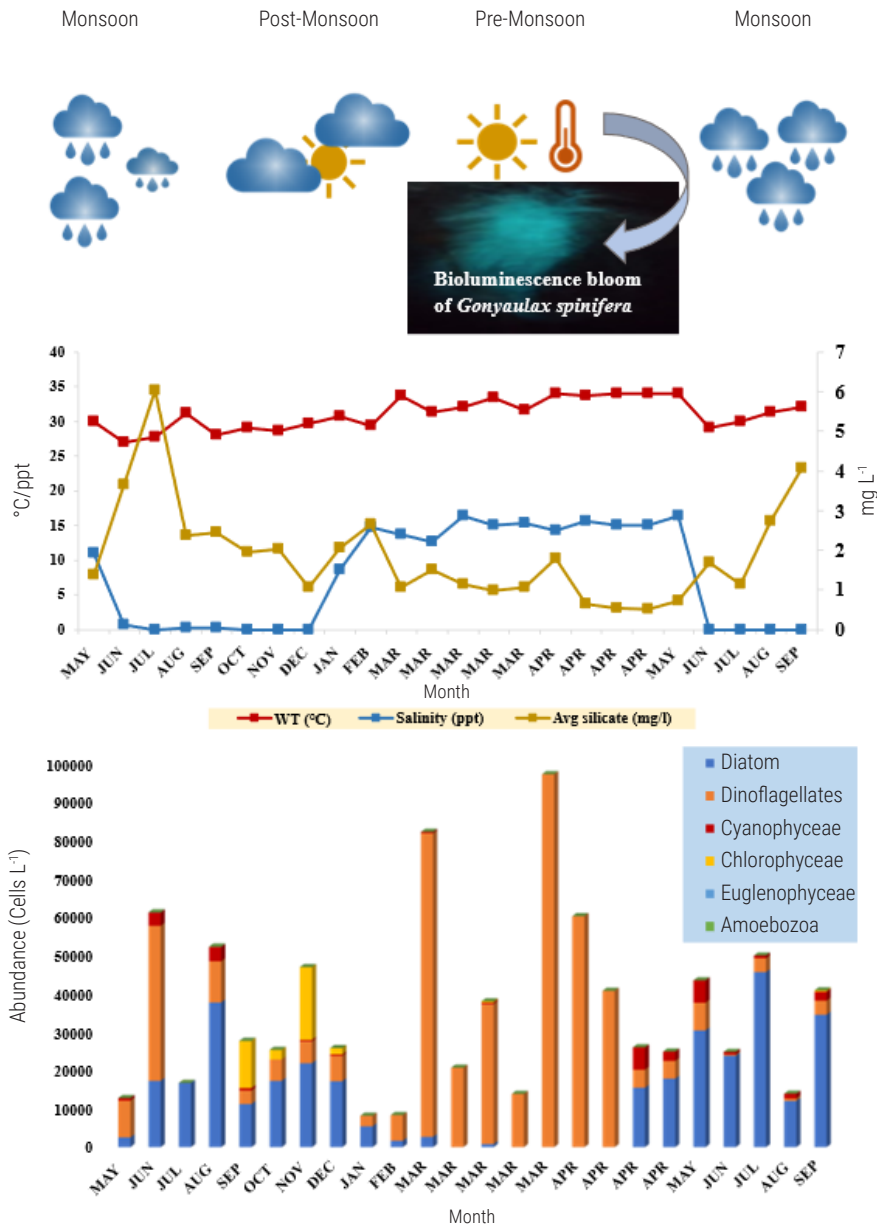 Monsoon Post-Monsoon Pre-Monsoon Monsoon
Bioluminescence bloom
of Gonyaulax spinifera
40
35
30
25
20
15
10
5
0
°C/ppt
7
6
5
4
3
2
1
0
mg L-1
MAY JUN JUL AUG SEP OCT NOV DEC JAN FEB MAR MAR MAR MAR MAR APR APR APR APR MAY JUN JUL AUG SEP
Month
WT (°C) Salinity (ppt) Avg silicate (mg/l)
100000
90000
80000
70000
60000
50000
40000
30000
20000
10000
0
Abundance (Cells L-1)
Diatom
Dinoflagellates
Cyanophyceae
Chlorophyceae
Euglenophyceae
Amoebozoa
MAY JUN JUL AUG SEP OCT NOV DEC JAN FEB MAR MAR MAR MAR MAR APR APR APR APR MAY JUN JUL AUG SEP
Month